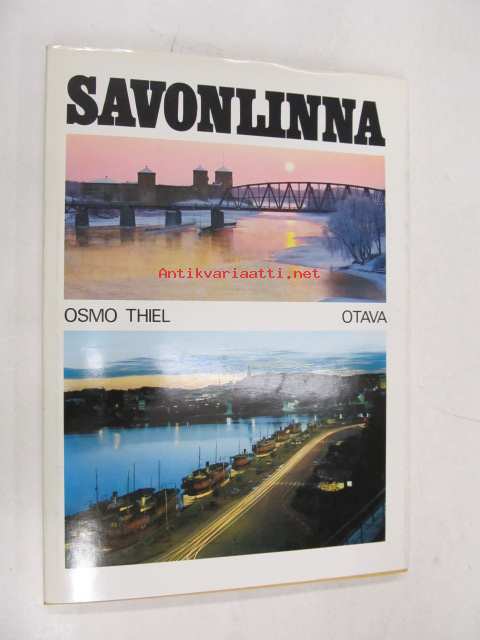 SAVONLINNA
Antikvariaatti.net
OSMO THIEL OTAVA